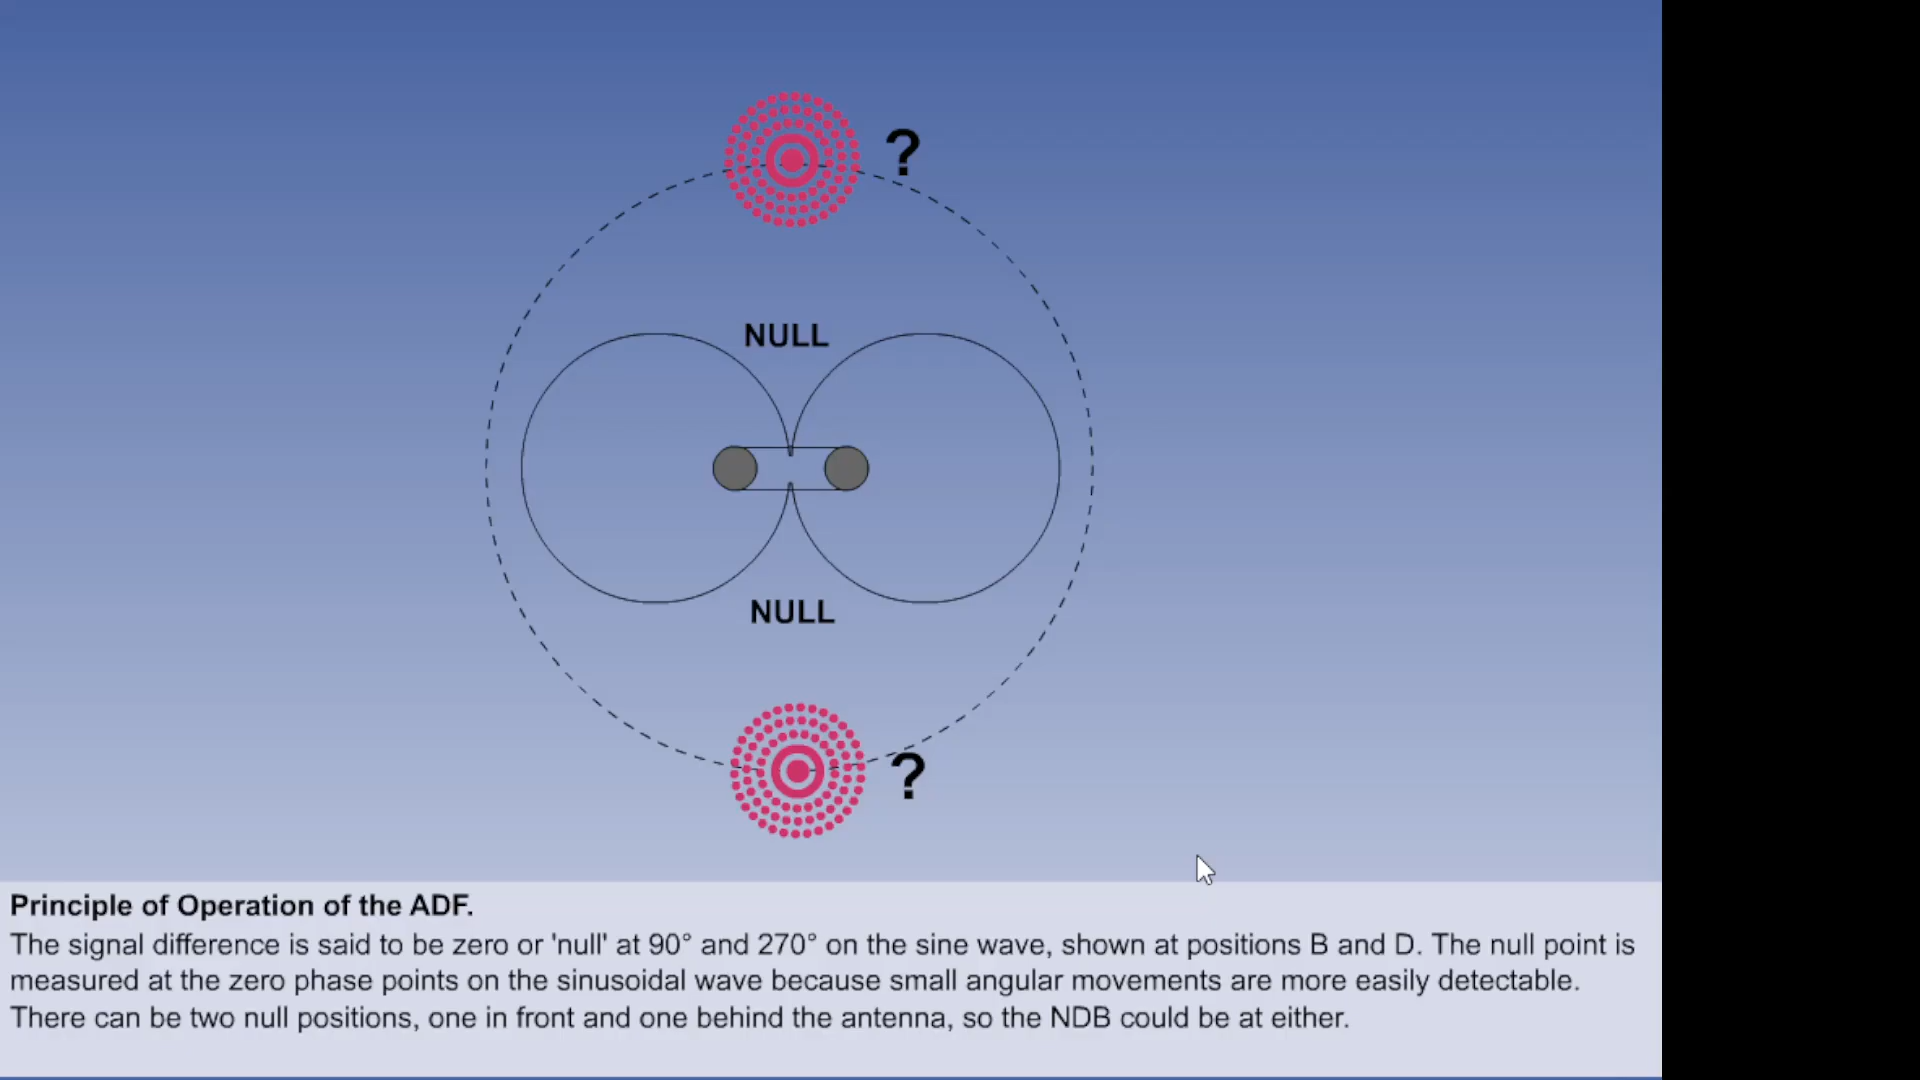 ?
NULL
NULL
?
Principle of Operation of the ADF.
The signal difference is said to be zero or 'null' at 90° and 270° on the sine wave, shown at positions B and D. The null point is
measured at the zero phase points on the sinusoidal wave because small angular movements are more easily detectable.
There can be two null positions, one in front and one behind the antenna, so the NDB could be at either.